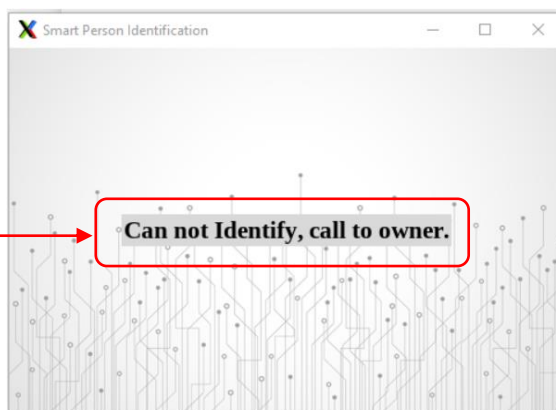 Smart Person Identification
Can not Identify, call to owner.